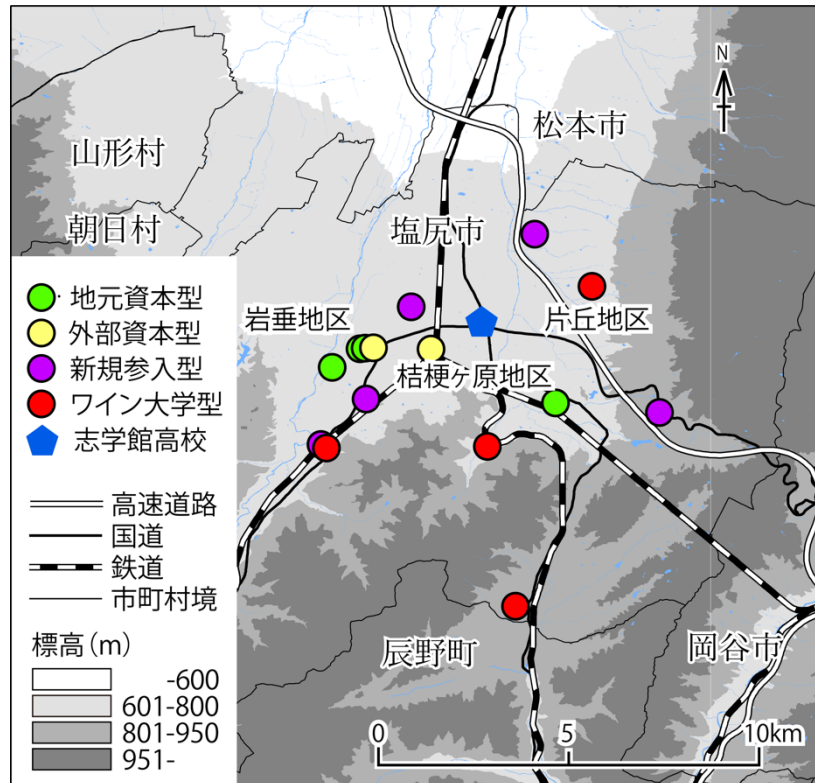 N
松本市
山形村
朝日村
塩尻市
地元資本型
外部資本型
新規参入型
ワイン大学型
志学館高校
岩垂地区
片丘地区
桔梗ヶ原地区
高速道路
国道
鉄道
市町村境
標高(m)
-600
601-800
801-950
951-
辰野町
岡谷市
0 5 10km